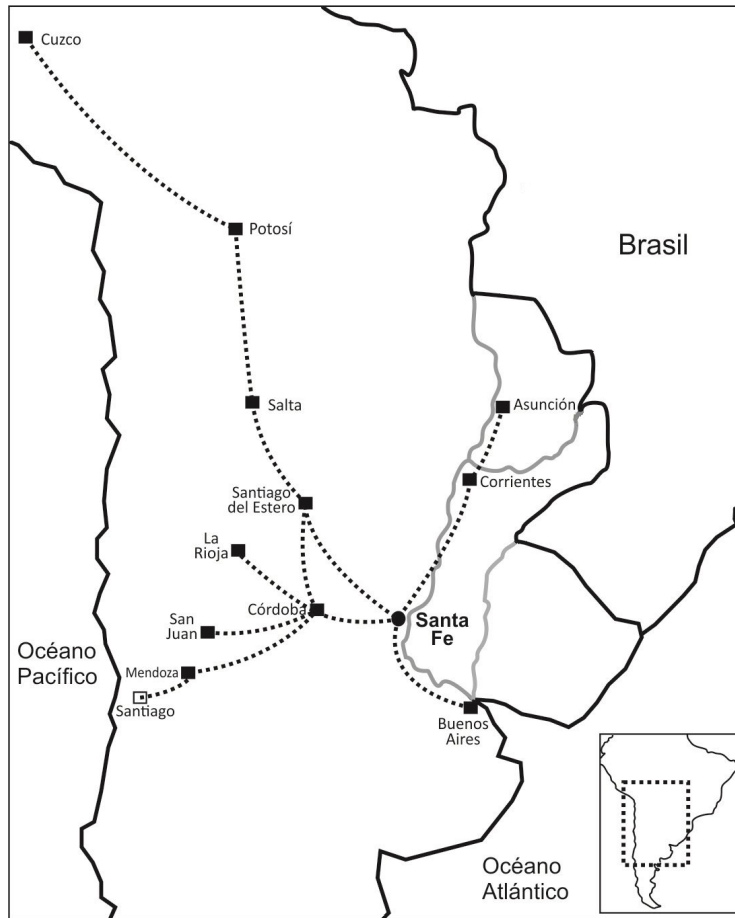 Cuzco
Potosí
Brasil
Salta
Asunción
Corrientes
Santiago
del Estero
La
Rioja
Córdoba
San
Juan
Santa
Fe
Océano
Pacífico
Mendoza
Santiago
Buenos
Aires
Océano
Atlántico